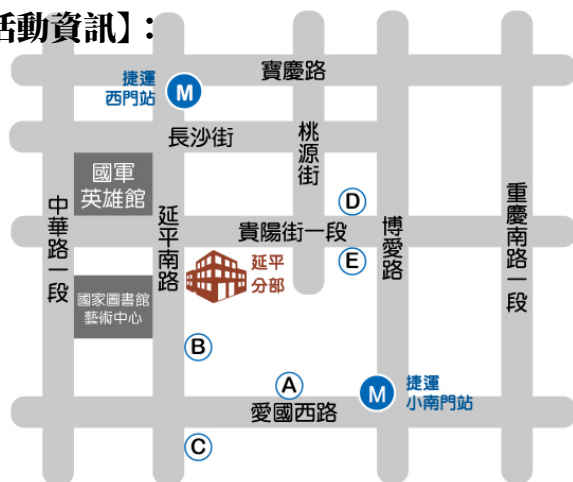 活動資訊】：
寶慶路
捷運
西門站
M
長沙街
桃源街
國軍
英雄館
中華路一段
延平南路
貴陽街一段
D
博愛路
重慶南路一段
延平
分部
E
國家圖書館
藝術中心
B
A
M
捷運
小南門站
愛國西路
C